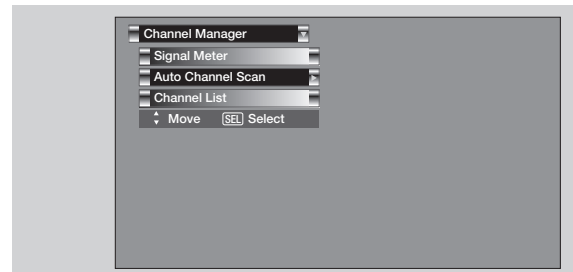 Channel Manager
Signal Meter
Auto Channel Scan
Channel List
Move SEL Select